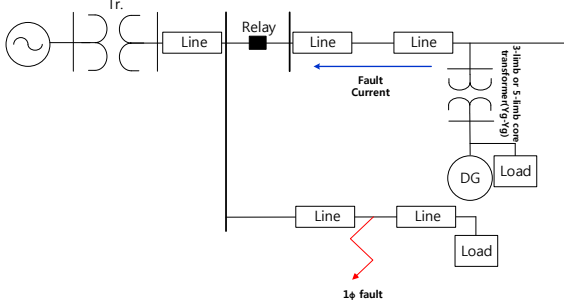 Tr.
Relay
Line
Line
Line
Fault
Current
3-limb or 5-limb core
transformer(Yg-Yg)
DG
Load
Line
Line
Load
1ϕ fault